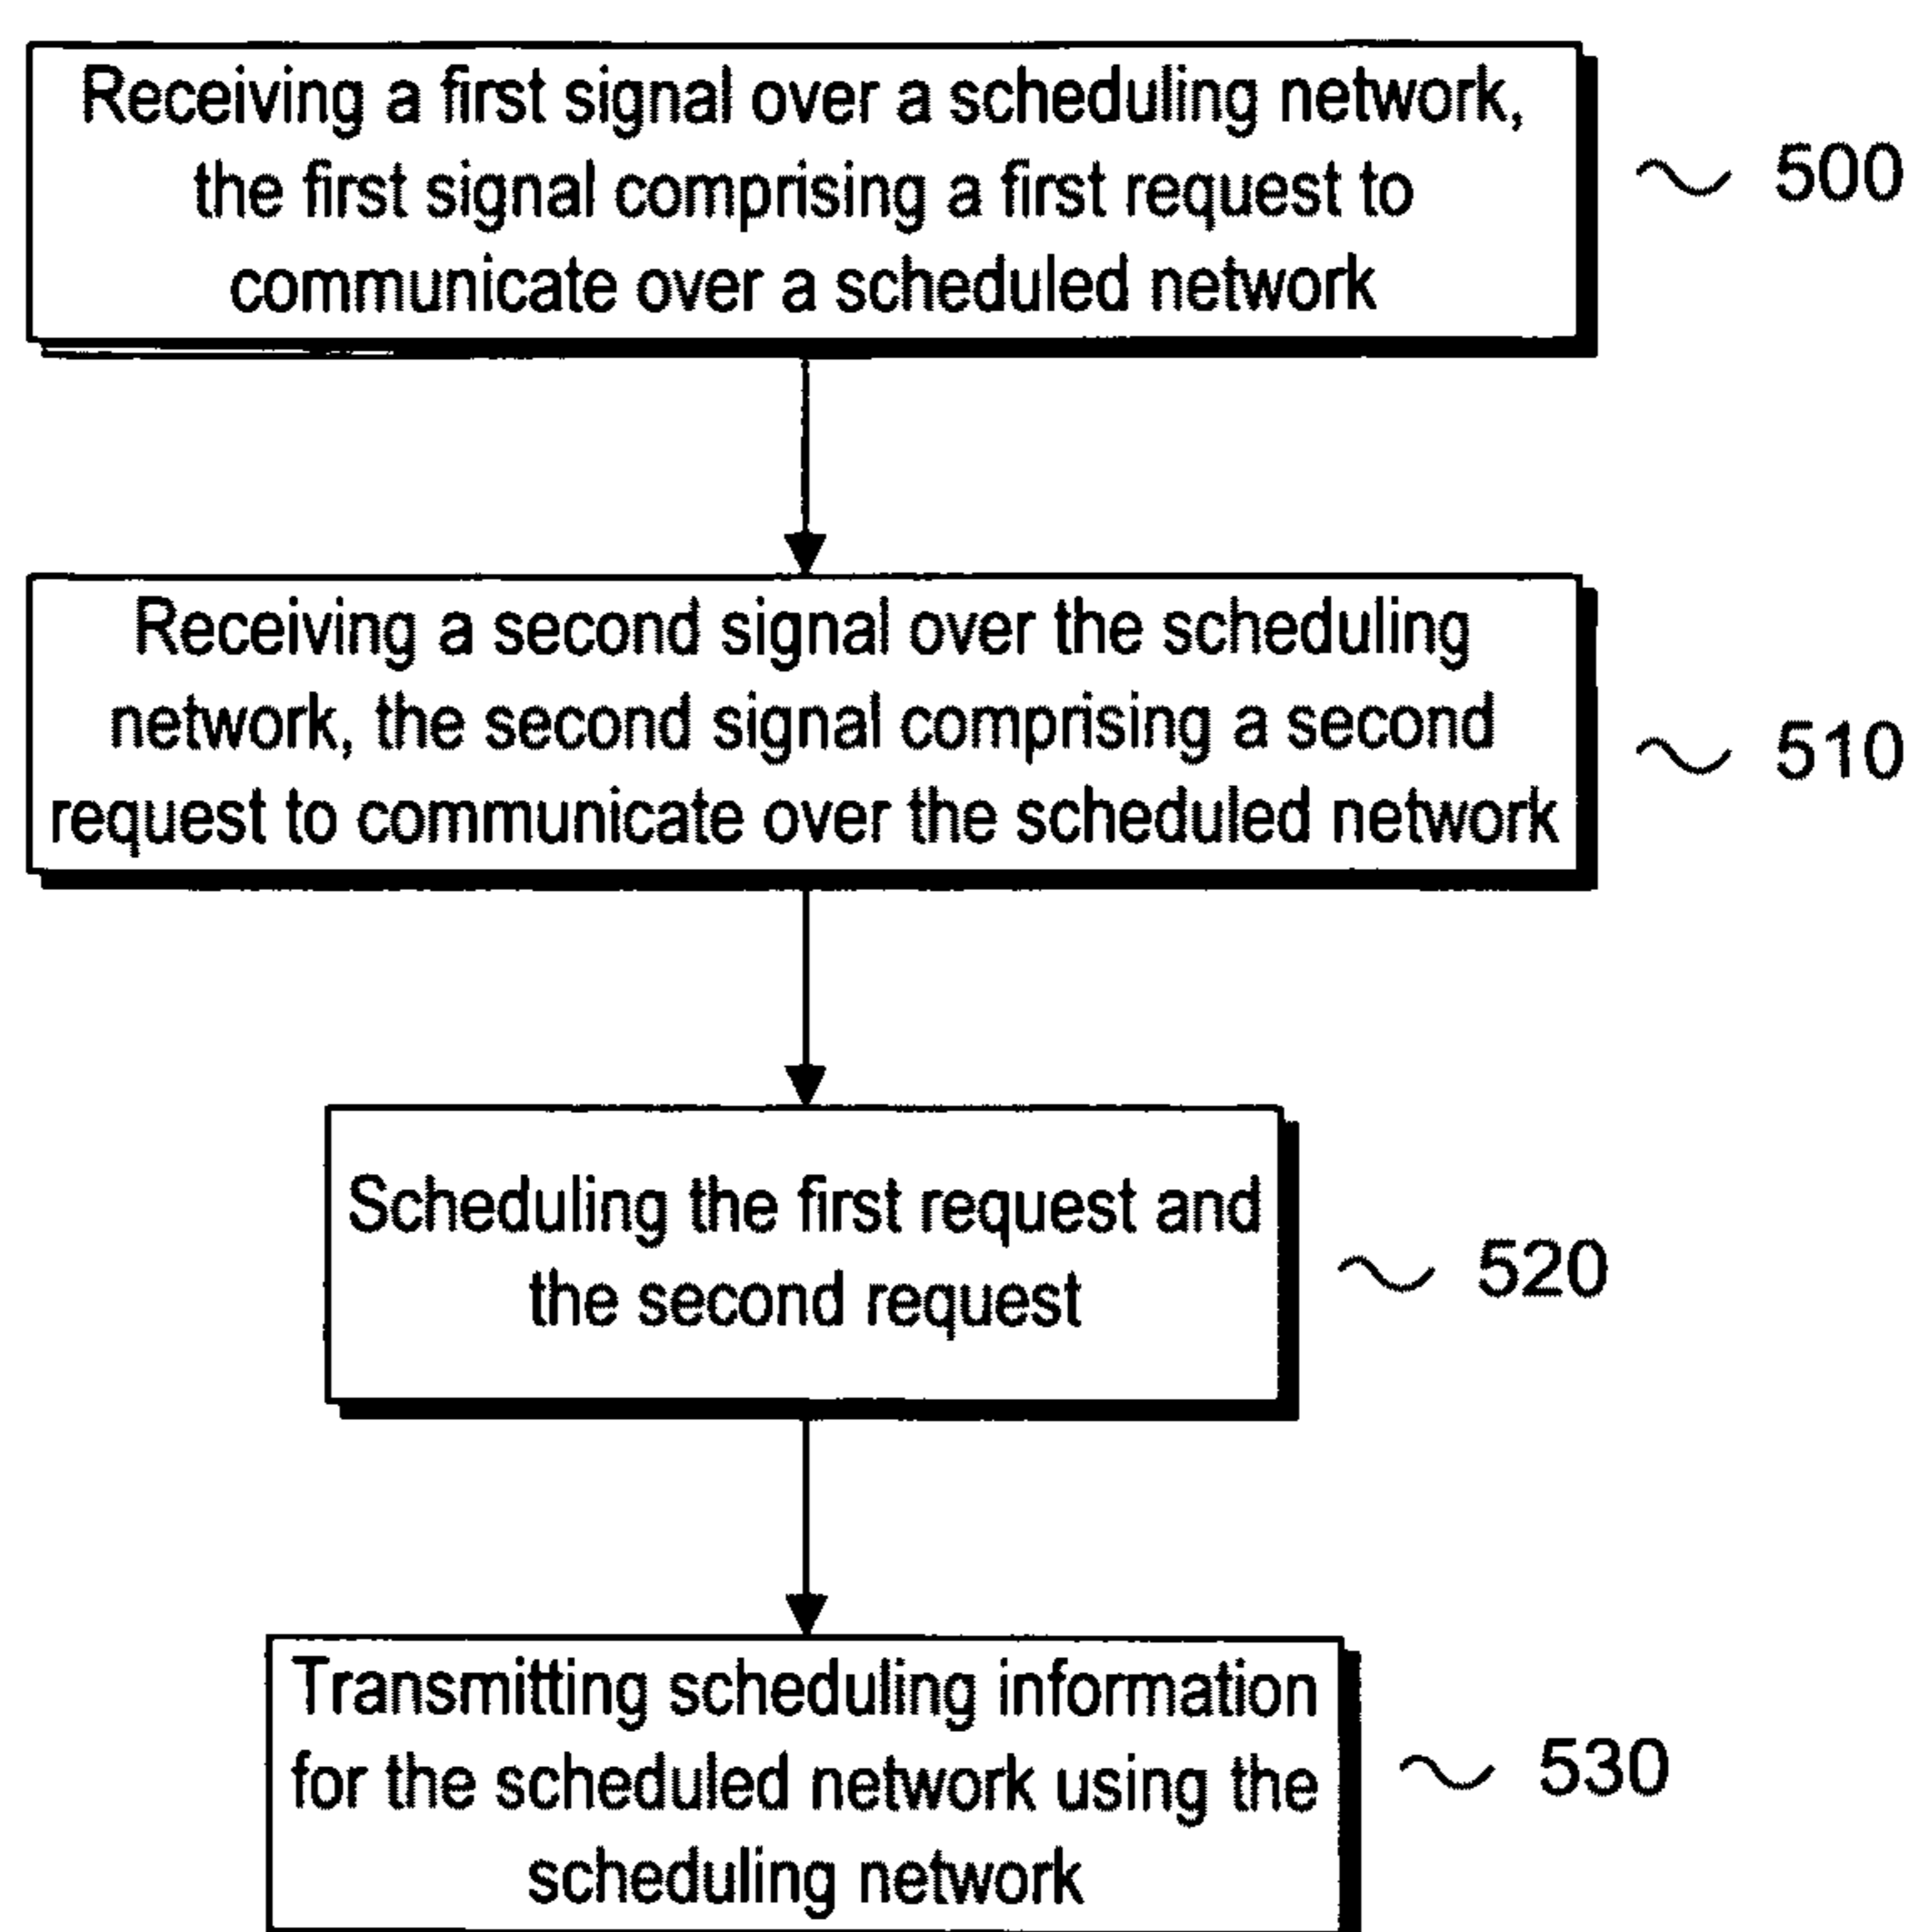 Receiving a first signal over a scheduling network,
the first signal comprising a first request to
communicate over a scheduled network
500
Receiving a second signal over the scheduling
network, the second signal comprising a second
request to communicate over the scheduled network
510
Scheduling the first request and
the second request
520
Transmitting scheduling information
for the scheduled network using the
scheduling network
530